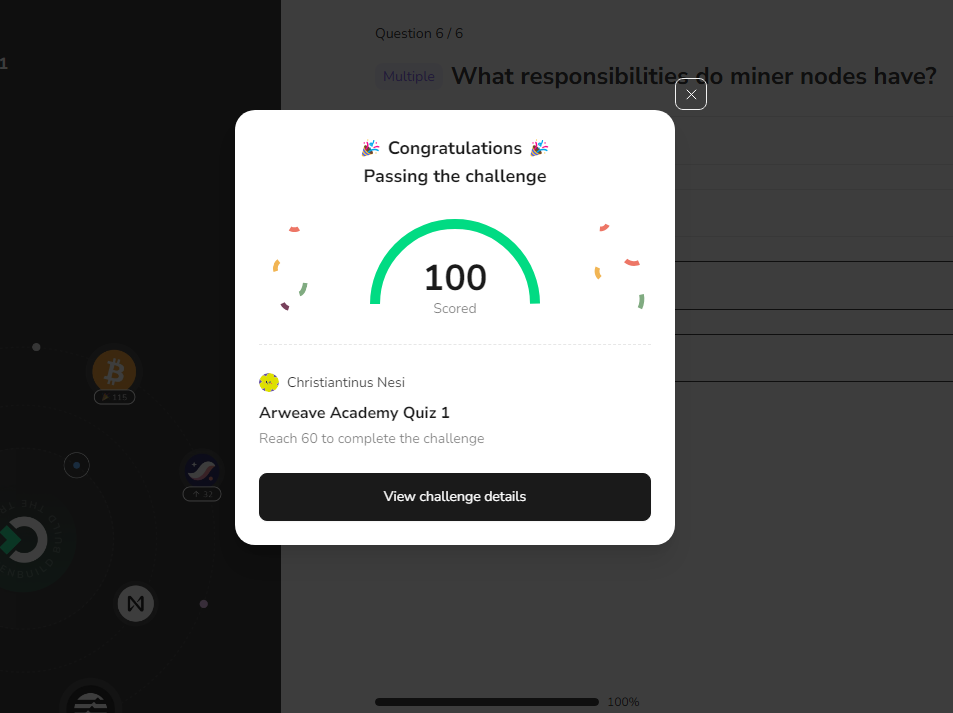 1
Question 6 / 6
Multiple What responsibilities do miner nodes have?
Congratulations
Passing the challenge
100
Scored
Christiantinus Nesi
Arweave Academy Quiz 1
Reach 60 to complete the challenge
View challenge details
115
32
100%